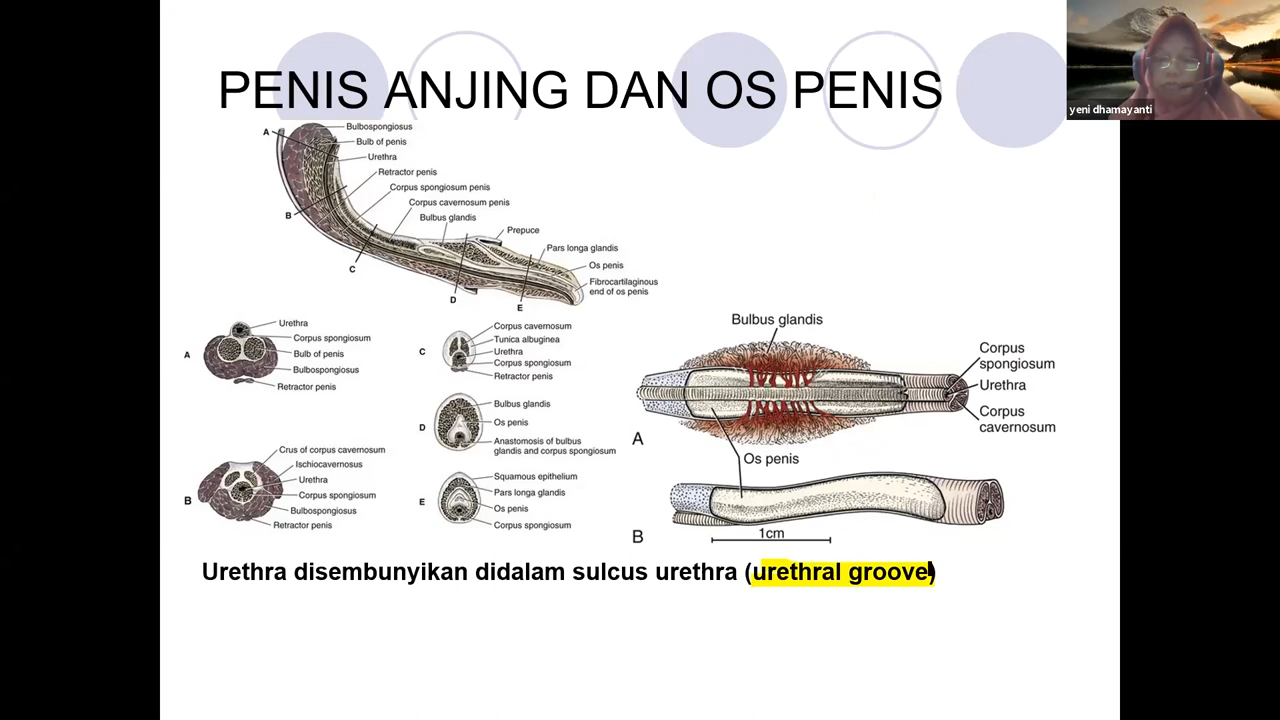 PENIS ANJING DAN OS PENIS
yeni dhamayanti
A
Bulbospongiosus
Bulb of penis
Urethra
Retractor penis
Corpus spongiosum penis
Corpus cavernosum penis
Bulbus glandis
Prepuce
Pars longa glandis
Os penis
Fibrocartilaginous
end of os penis
B
C
D
E
A
Urethra
Corpus spongiosum
Bulb of penis
Bulbospongiosus
Retractor penis
B
Crus of corpus cavernosum
Ischiocavernosus
Urethra
Corpus spongiosum
Bulbospongiosus
Retractor penis
C
Corpus cavernosum
Tunica albuginea
Urethra
Corpus spongiosum
Retractor penis
D
Bulbus glandis
Os penis
Anastomosis of bulbus
glandis and corpus spongiosum
E
Squamous epithelium
Pars longa glandis
Os penis
Corpus spongiosum
Bulbus glandis
Corpus
spongiosum
Urethra
Corpus
cavernosum
A
Os penis
B
1cm
Urethra disembunyikan didalam sulcus urethra (urethral groove)